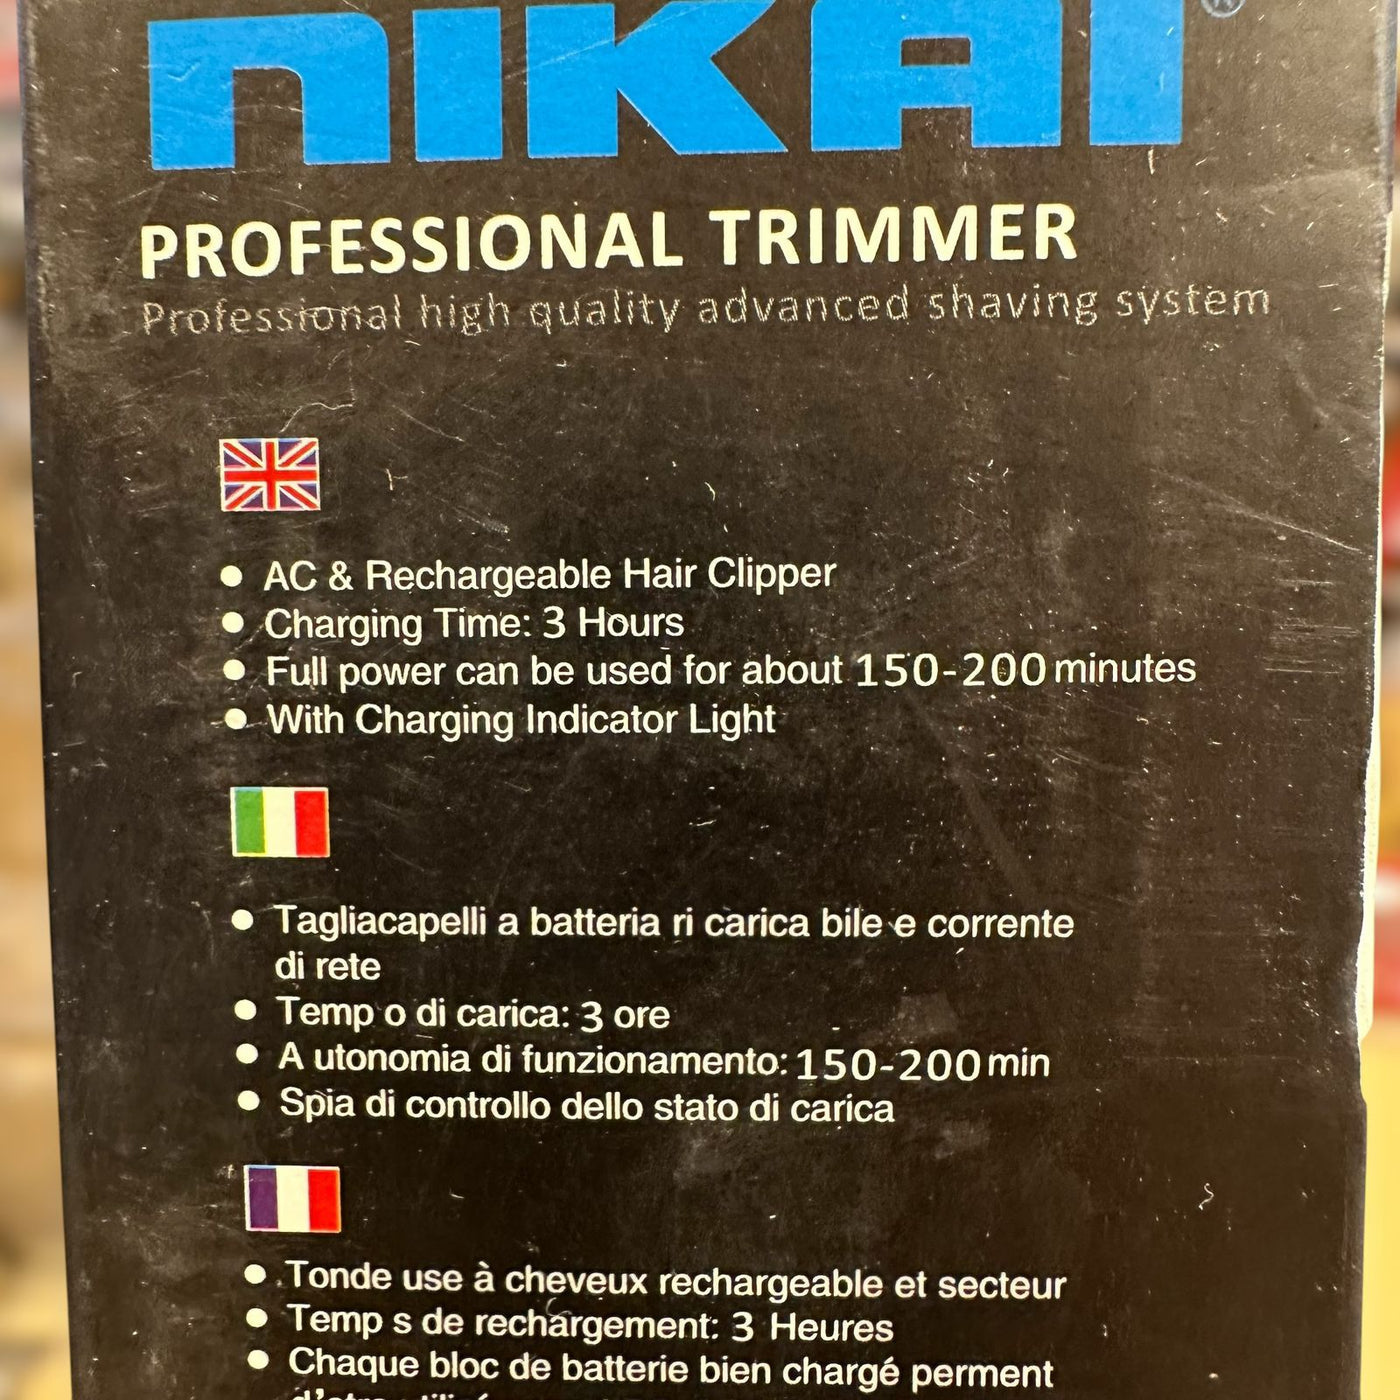 NIKAI®
PROFESSIONAL TRIMMER
Professional high quality advanced shaving system
● AC & Rechargeable Hair Clipper
● Charging Time: 3 Hours
● Full power can be used for about 150-200 minutes
● With Charging Indicator Light
● Tagliacapelli a batteria ri carica bile e corrente
di rete
● Temp o di carica: 3 ore
● A utonomia di funzionamento: 150-200 min
● Spia di controllo dello stato di carica
● Tonde use à cheveux rechargeable et secteur
● Temp s de rechargement: 3 Heures
● Chaque bloc de batterie bien chargé perment